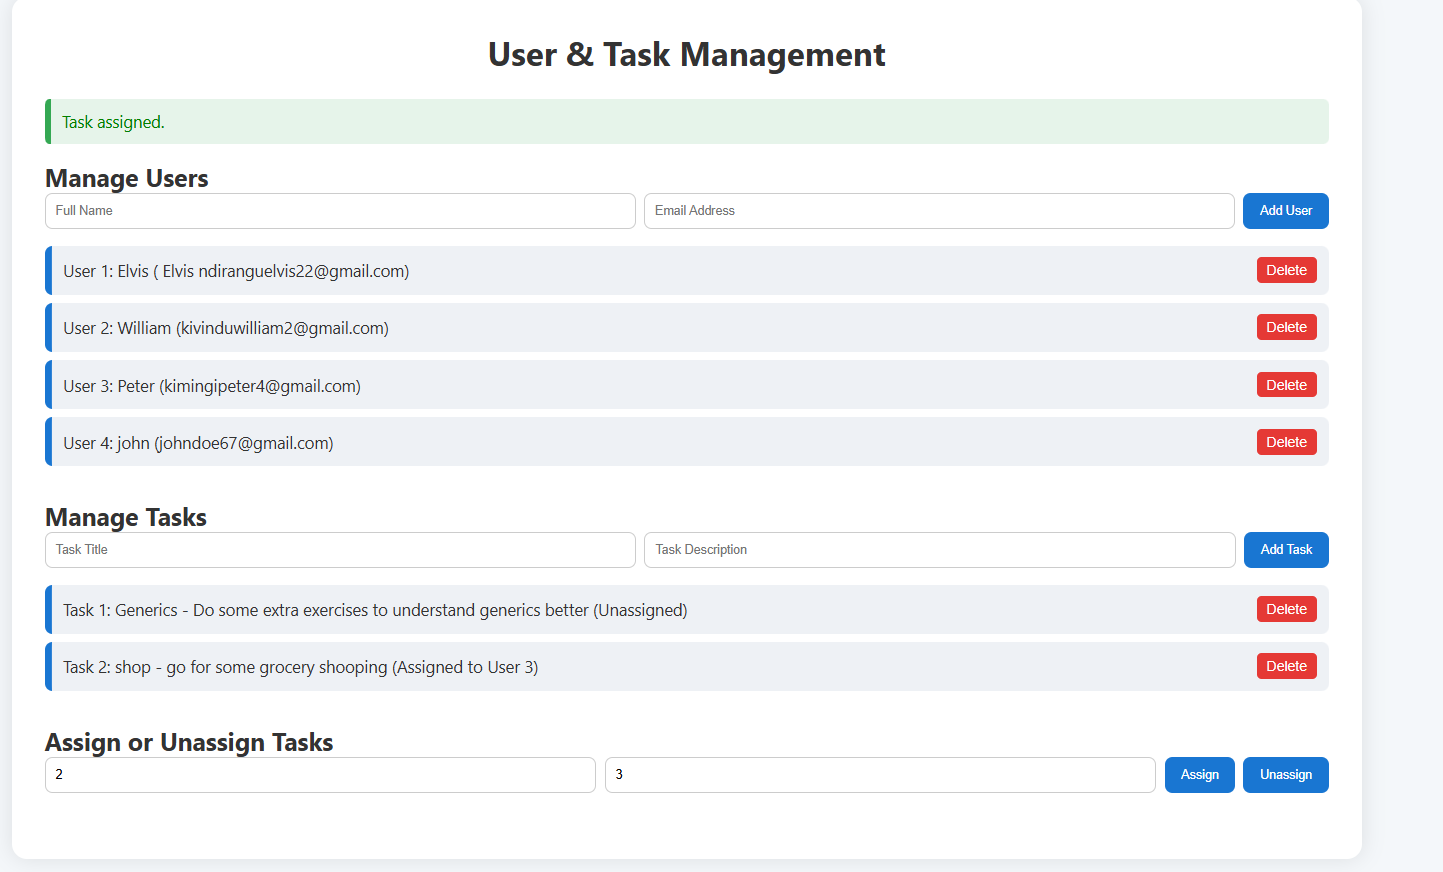 User & Task Management
Task assigned.
Manage Users
Full Name Email Address Add User
User 1: Elvis ( Elvis ndiranguelvis22@gmail.com) Delete
User 2: William (kivinduwilliam2@gmail.com) Delete
User 3: Peter (kimingipeter4@gmail.com) Delete
User 4: john (johndoe67@gmail.com) Delete
Manage Tasks
Task Title Task Description Add Task
Task 1: Generics - Do some extra exercises to understand generics better (Unassigned) Delete
Task 2: shop - go for some grocery shooping (Assigned to User 3) Delete
Assign or Unassign Tasks
2 3 Assign Unassign